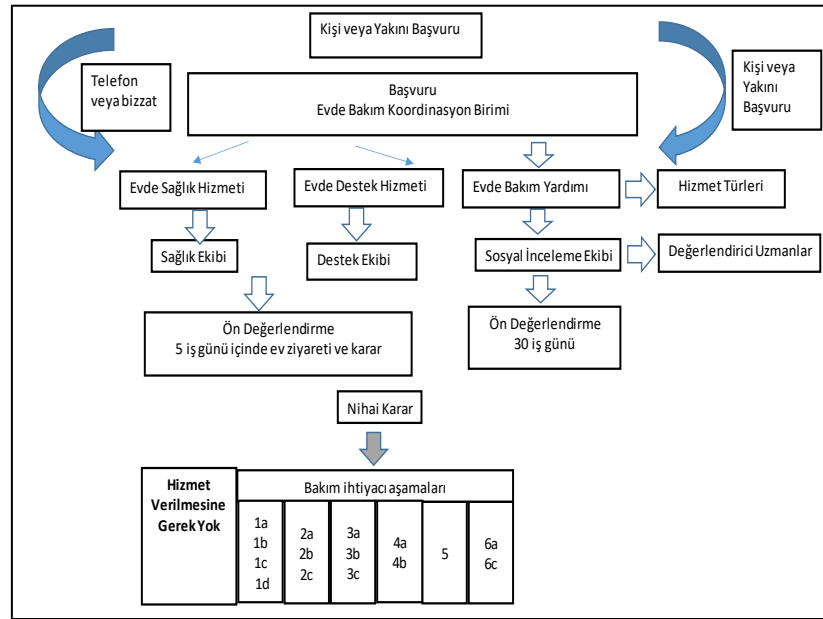 Kişi veya Yakını Başvuru
Telefon
veya bizzat
Başvuru
Evde Bakım Koordinasyon Birimi
Kişi veya
Yakını
Başvuru
Evde Sağlık Hizmeti
Evde Destek Hizmeti
Evde Bakım Yardımı
Hizmet Türleri
Sağlık Ekibi
Destek Ekibi
Sosyal İnceleme Ekibi
Değerlendirici Uzmanlar
Ön Değerlendirme
5 iş günü içinde ev ziyareti ve karar
Ön Değerlendirme
30 iş günü
Nihai Karar
Hizmet
Verilmesine
Gerek Yok
Bakım ihtiyacı aşamaları
1a
1b
1c
1d
2a
2b
2c
3a
3b
3c
4a
4b
5
6a
6c